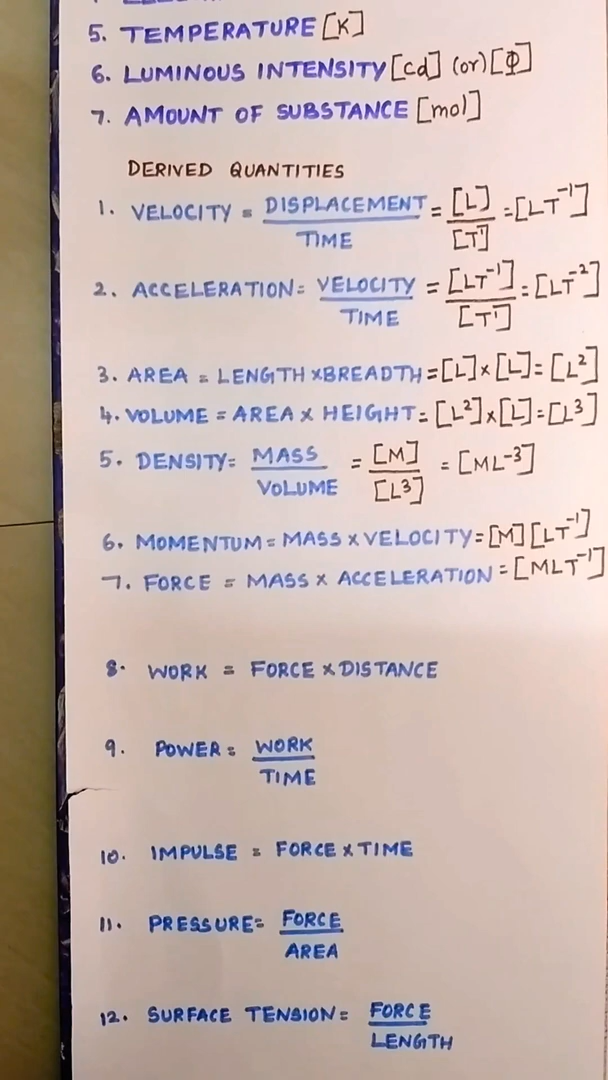 5. TEMPERATURE [K]
6. LUMINOUS INTENSITY [cd] (or) [Φ]
7. AMOUNT OF SUBSTANCE [mol]
DERIVED QUANTITIES
1. VELOCITY = DISPLACEMENT/TIME = [L]/[T¹] = [LT⁻¹]
2. ACCELERATION = VELOCITY/TIME = [LT⁻¹]/[T¹] = [LT⁻²]
3. AREA = LENGTH × BREADTH = [L] × [L] = [L²]
4. VOLUME = AREA × HEIGHT = [L²] × [L] = [L³]
5. DENSITY = MASS/VOLUME = [M]/[L³] = [ML⁻³]
6. MOMENTUM = MASS × VELOCITY = [M] [LT⁻¹]
7. FORCE = MASS × ACCELERATION = [MLT⁻¹]
8. WORK = FORCE × DISTANCE
9. POWER = WORK/TIME
10. IMPULSE = FORCE × TIME
11. PRESSURE = FORCE/AREA
12. SURFACE TENSION = FORCE/LENGTH